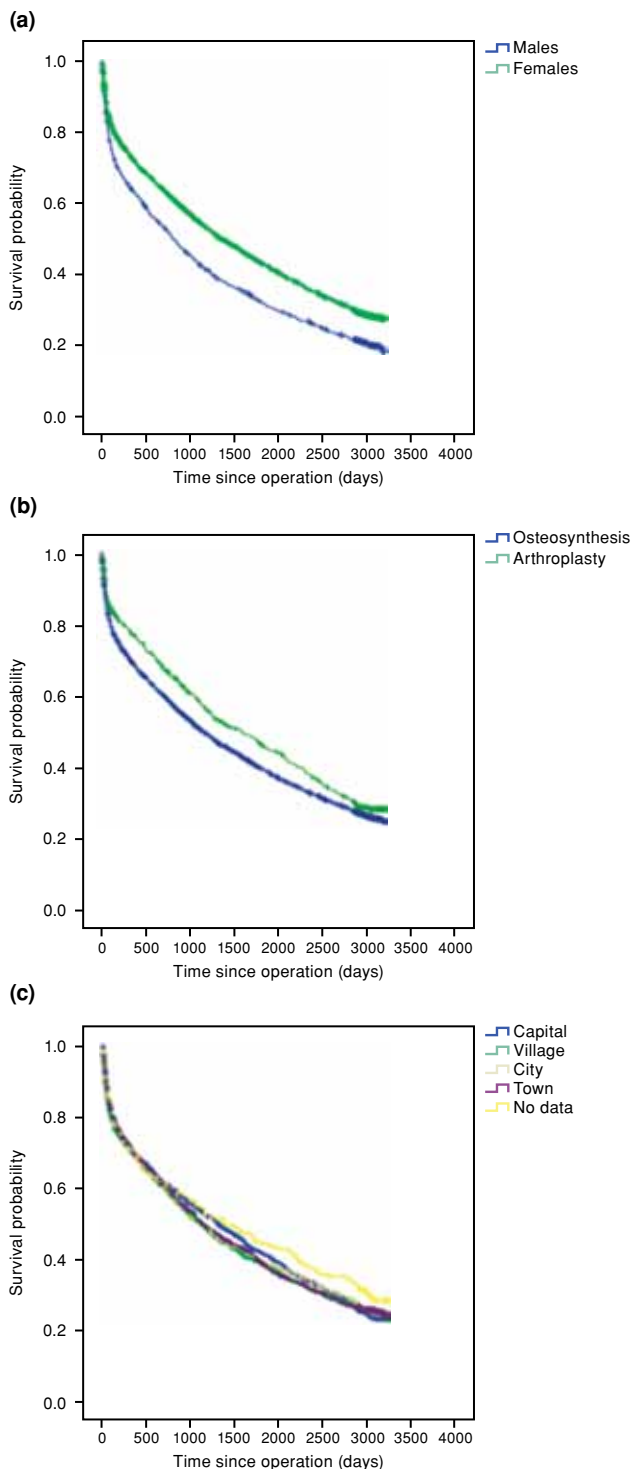 (a)
Males
Females
1.0
0.8
0.6
0.4
0.2
0.0
Survival probability
0 500 1000 1500 2000 2500 3000 3500 4000
Time since operation (days)
(b)
Osteosynthesis
Arthroplasty
1.0
0.8
0.6
0.4
0.2
0.0
Survival probability
0 500 1000 1500 2000 2500 3000 3500 4000
Time since operation (days)
(c)
Capital
Village
City
Town
No data
1.0
0.8
0.6
0.4
0.2
0.0
Survival probability
0 500 1000 1500 2000 2500 3000 3500 4000
Time since operation (days)